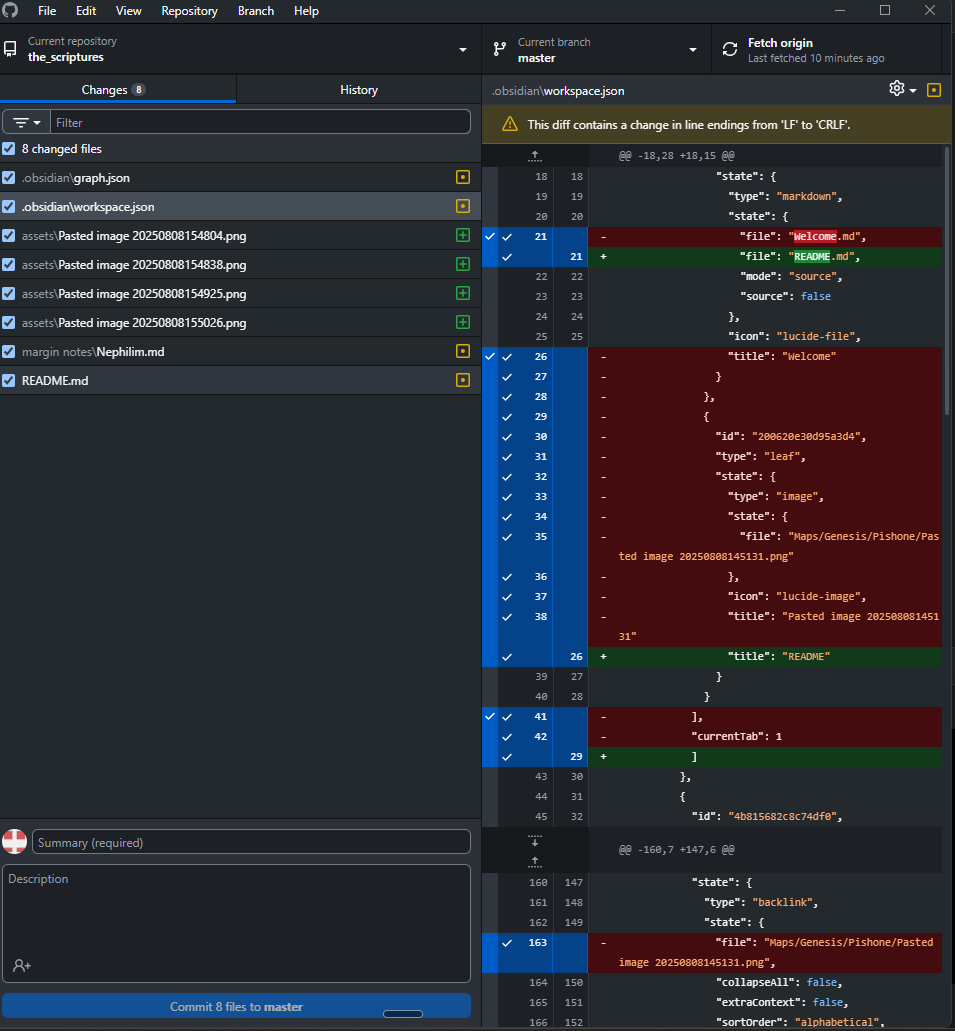 File Edit View Repository Branch Help
Current repository
the_scriptures
Current branch
master
Fetch origin
Last fetched 10 minutes ago
Changes 8
History
Filter
8 changed files
.obsidian\graph.json
.obsidian\workspace.json
assets\Pasted image 20250808154804.png
assets\Pasted image 20250808154838.png
assets\Pasted image 20250808154925.png
assets\Pasted image 20250808155026.png
margin notes\Nephilim.md
README.md
Summary (required)
Description
Commit 8 files to master
.obsidian\workspace.json
This diff contains a change in line endings from 'LF' to 'CRLF'.
@@ -18,28 +18,15 @@
18 18 "state": {
19 19 "type": "markdown",
20 20 "state": {
21 - "file": "Welcome.md",
21 + "file": "README.md",
22 22 "mode": "source",
23 23 "source": false
24 24 },
25 25 "icon": "lucide-file",
26 - "title": "Welcome"
27 - }
28 - },
29 - {
30 - "id": "200620e30d95a3d4",
31 - "type": "leaf",
32 - "state": {
33 - "type": "image",
34 - "state": {
35 - "file": "Maps/Genesis/Pishone/Pas
ted image 20250808145131.png"
36 - },
37 - "icon": "lucide-image",
38 - "title": "Pasted image 202508081451
31"
26 + "title": "README"
39 27 }
40 28 }
41 - ],
42 - "currentTab": 1
29 + ]
43 30 },
44 31 {
45 32 "id": "4b815682c8c74df0",
@@ -160,7 +147,6 @@
160 147 "state": {
161 148 "type": "backlink",
162 149 "state": {
163 - "file": "Maps/Genesis/Pishone/Pasted
image 20250808145131.png",
164 150 "collapseAll": false,
165 151 "extraContext": false,
166 152 "sortOrder": "alphabetical",